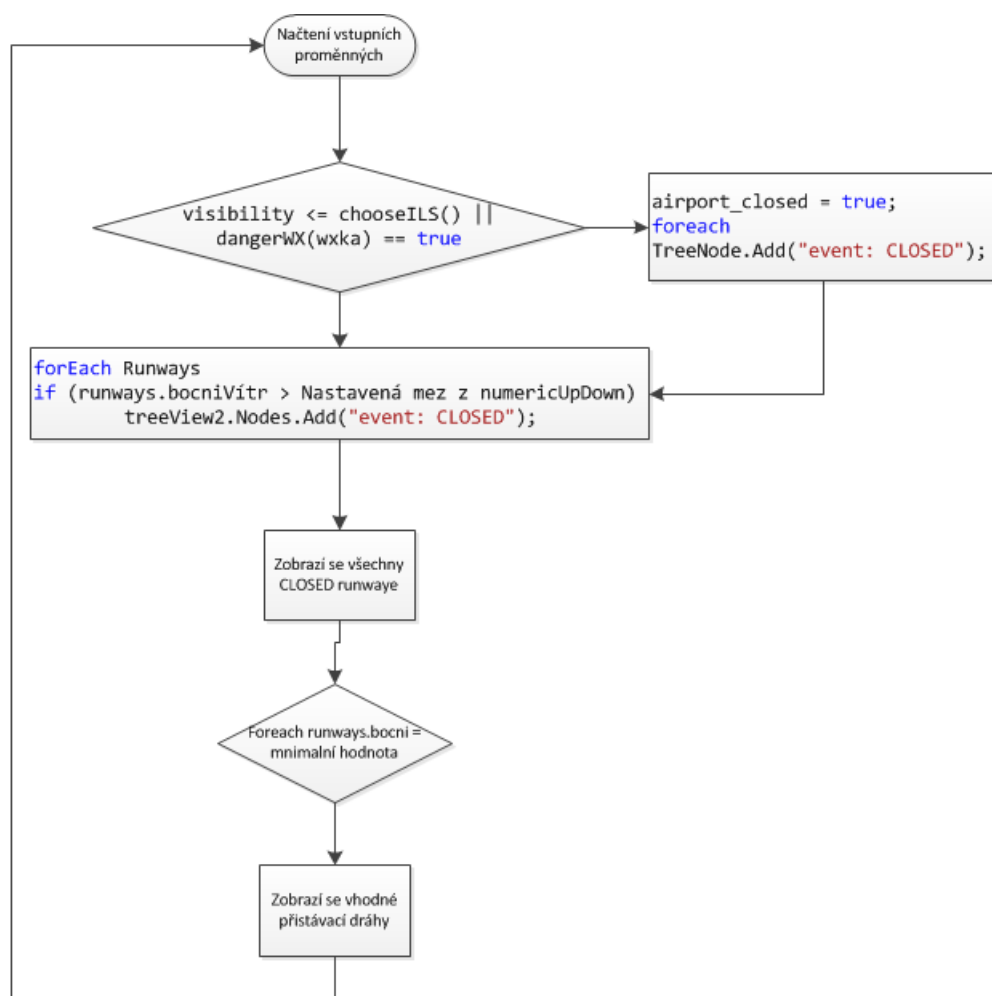 Načtení vstupních
proměnných
visibility <= chooseILS() ||
dangerWX(wxka) == true
airport_closed = true;
foreach
TreeNode.Add("event: CLOSED");
forEach Runways
if (runways.bocniVítr > Nastavená mez z numericUpDown)
treeView2.Nodes.Add("event: CLOSED");
Zobrazí se všechny
CLOSED runwaye
Foreach runways.bocni =
mnimalní hodnota
Zobrazí se vhodné
přistávací dráhy